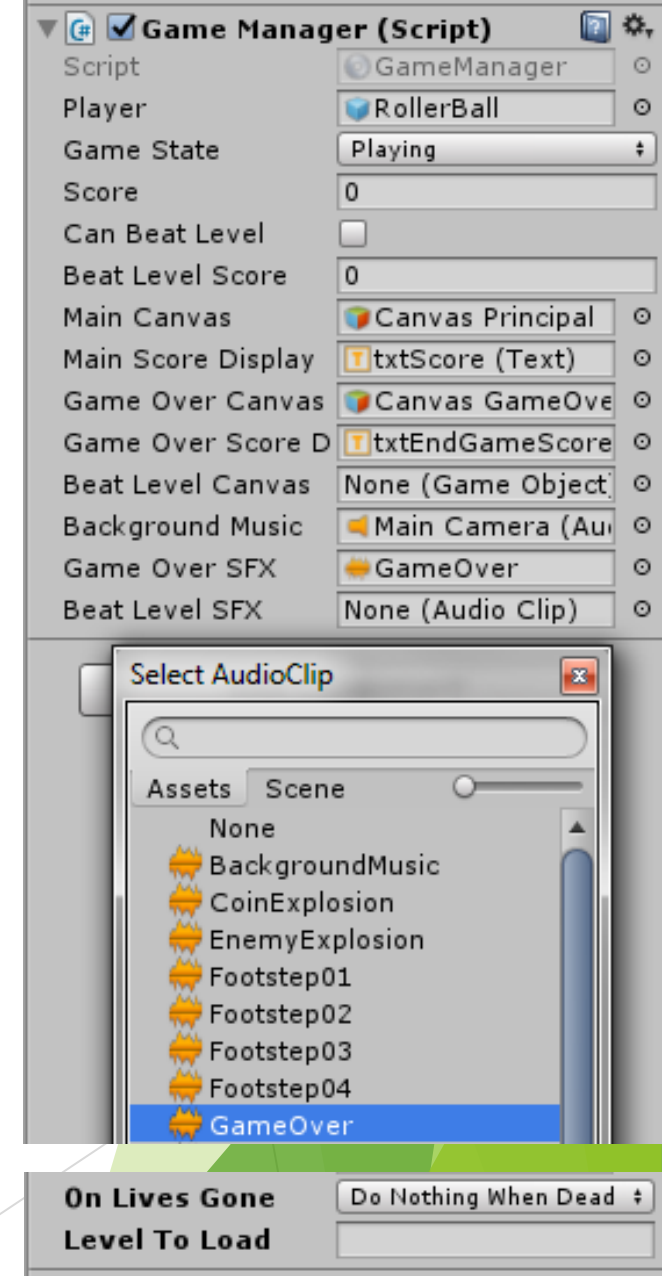 Game Manager (Script)
Script GameManager
Player RollerBall
Game State Playing
Score 0
Can Beat Level
Beat Level Score 0
Main Canvas Canvas Principal
Main Score Display txtScore (Text)
Game Over Canvas Canvas GameOve
Game Over Score D txtEndGameScore
Beat Level Canvas None (Game Object)
Background Music Main Camera (Au
Game Over SFX GameOver
Beat Level SFX None (Audio Clip)
Select AudioClip
Assets Scene
None
BackgroundMusic
CoinExplosion
EnemyExplosion
Footstep01
Footstep02
Footstep03
Footstep04
GameOver
On Lives Gone Do Nothing When Dead
Level To Load